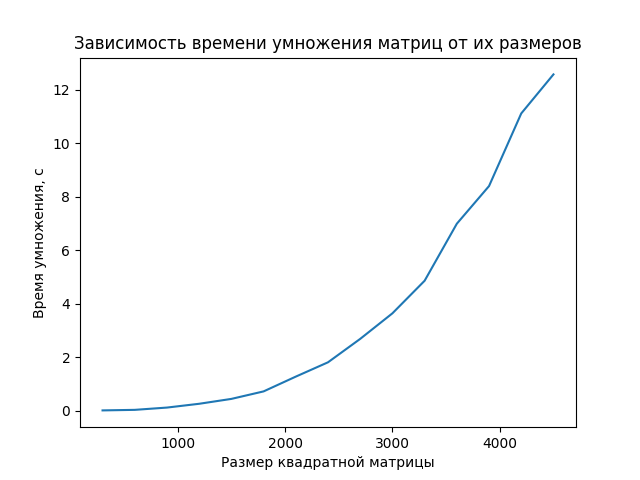 Зависимость времени умножения матриц от их размеров
12
10
8
6
4
2
0
Время умножения, с
1000 2000 3000 4000
Размер квадратной матрицы